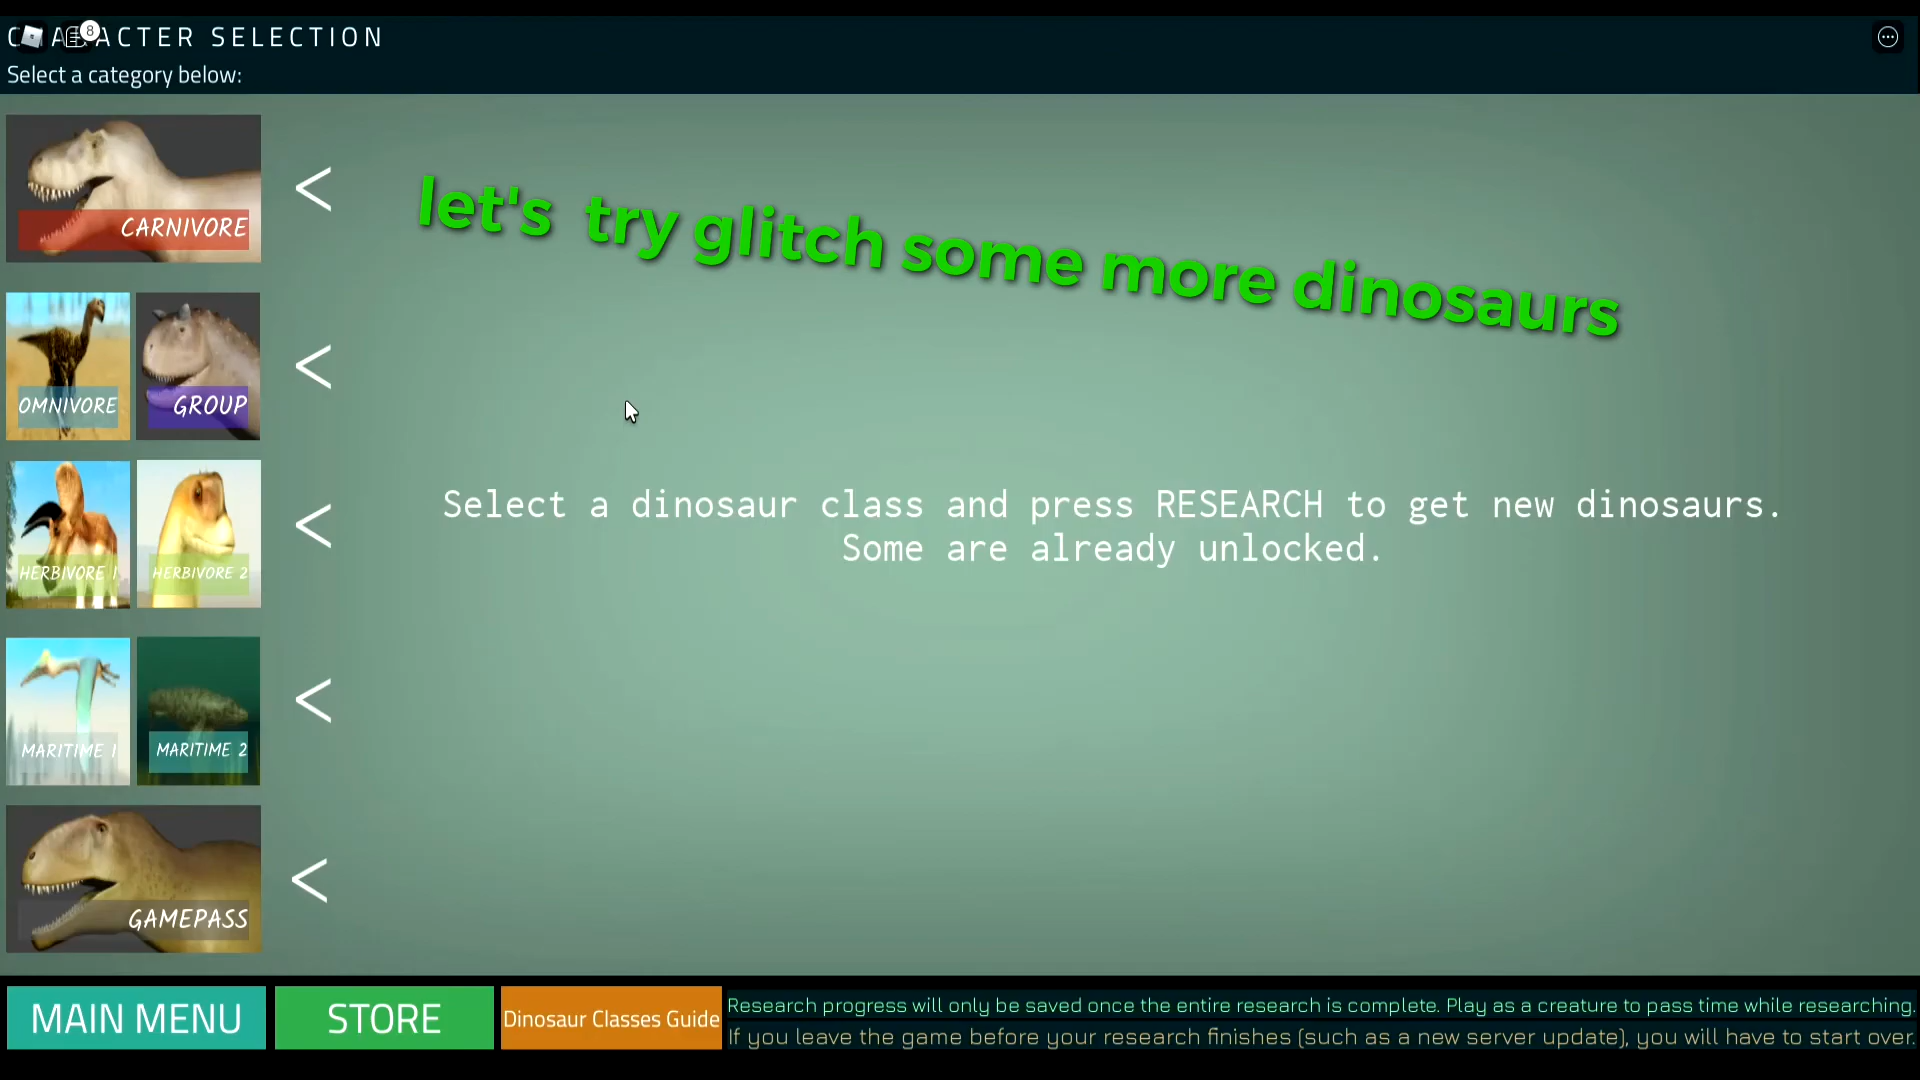 CHARACTER SELECTION
8
Select a category below:
CARNIVORE
let's try glitch some more dinosaurs
OMNIVORE
GROUP
Select a dinosaur class and press RESEARCH to get new dinosaurs.
Some are already unlocked.
HERBIVORE 1
HERBIVORE 2
MARITIME 1
MARITIME 2
GAMEPASS
MAIN MENU
STORE
Dinosaur Classes Guide
Research progress will only be saved once the entire research is complete. Play as a creature to pass time while researching.
If you leave the game before your research finishes (such as a new server update), you will have to start over.